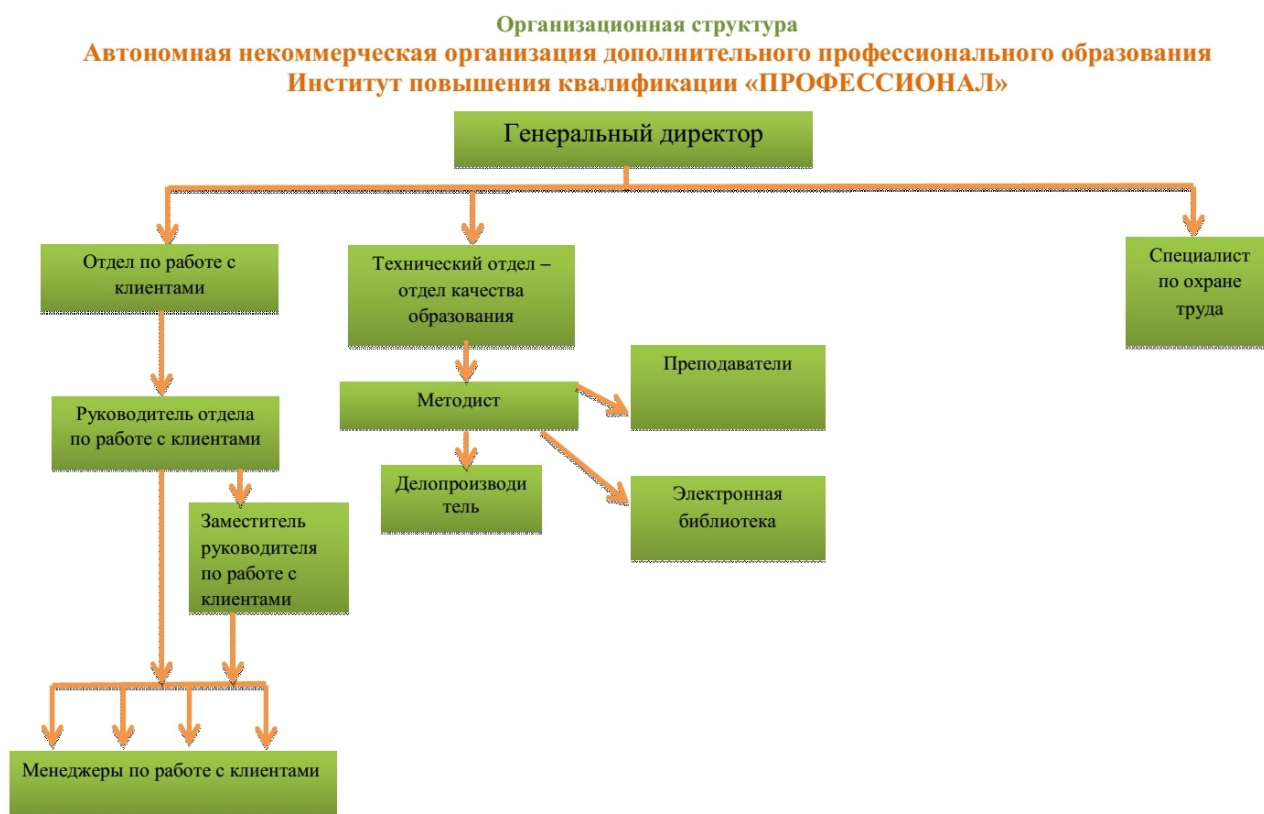 Организационная структура
Автономная некоммерческая организация дополнительного профессионального образования
Институт повышения квалификации «ПРОФЕССИОНАЛ»
Генеральный директор
Отдел по работе с
клиентами
Технический отдел –
отдел качества
образования
Специалист
по охране
труда
Преподаватели
Методист
Руководитель отдела
по работе с клиентами
Делопроизводи
тель
Электронная
библиотека
Заместитель
руководителя
по работе с
клиентами
Менеджеры по работе с клиентами